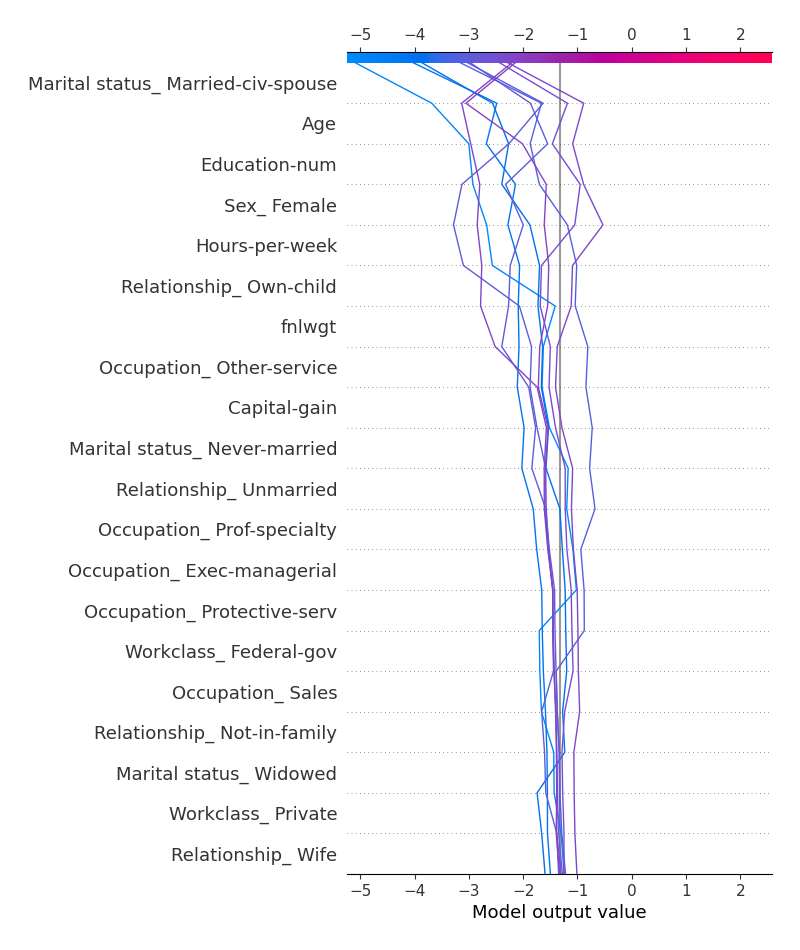 −5 −4 −3 −2 −1 0 1 2
Marital status_ Married-civ-spouse
Age
Education-num
Sex_ Female
Hours-per-week
Relationship_ Own-child
fnlwgt
Occupation_ Other-service
Capital-gain
Marital status_ Never-married
Relationship_ Unmarried
Occupation_ Prof-specialty
Occupation_ Exec-managerial
Occupation_ Protective-serv
Workclass_ Federal-gov
Occupation_ Sales
Relationship_ Not-in-family
Marital status_ Widowed
Workclass_ Private
Relationship_ Wife
−5 −4 −3 −2 −1 0 1 2
Model output value